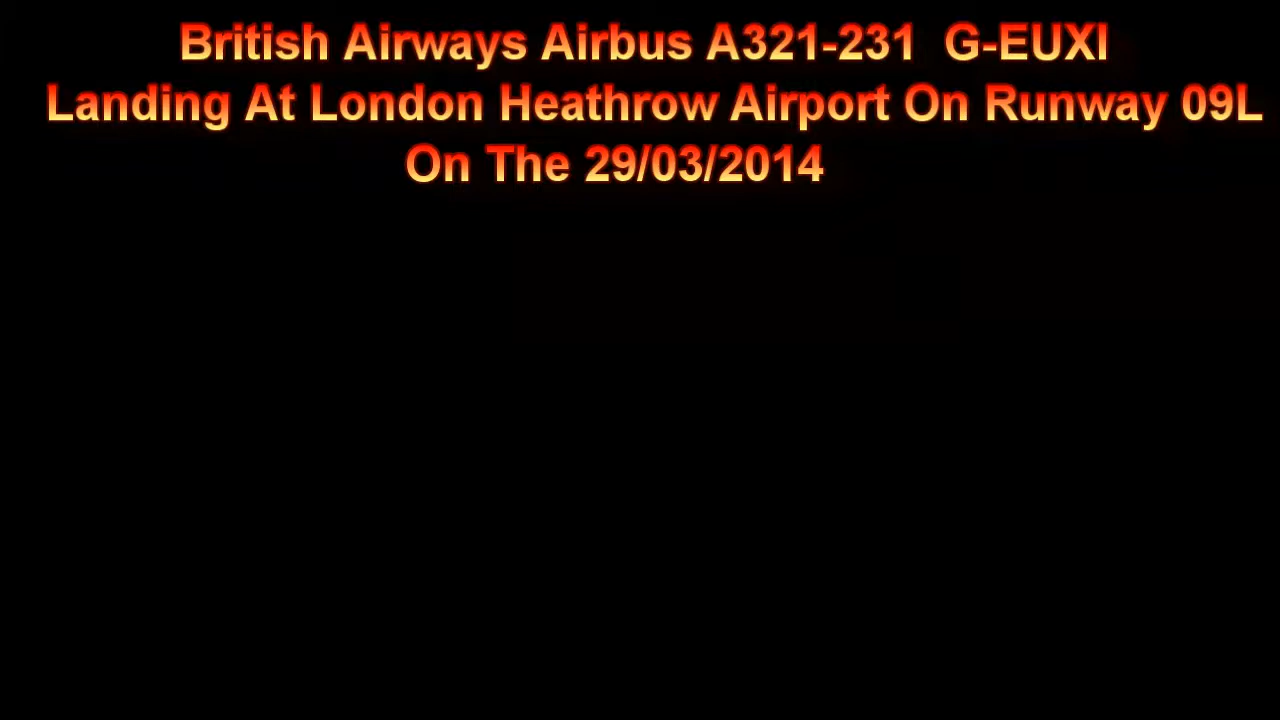 British Airways Airbus A321-231 G-EUXI
Landing At London Heathrow Airport On Runway 09L
On The 29/03/2014